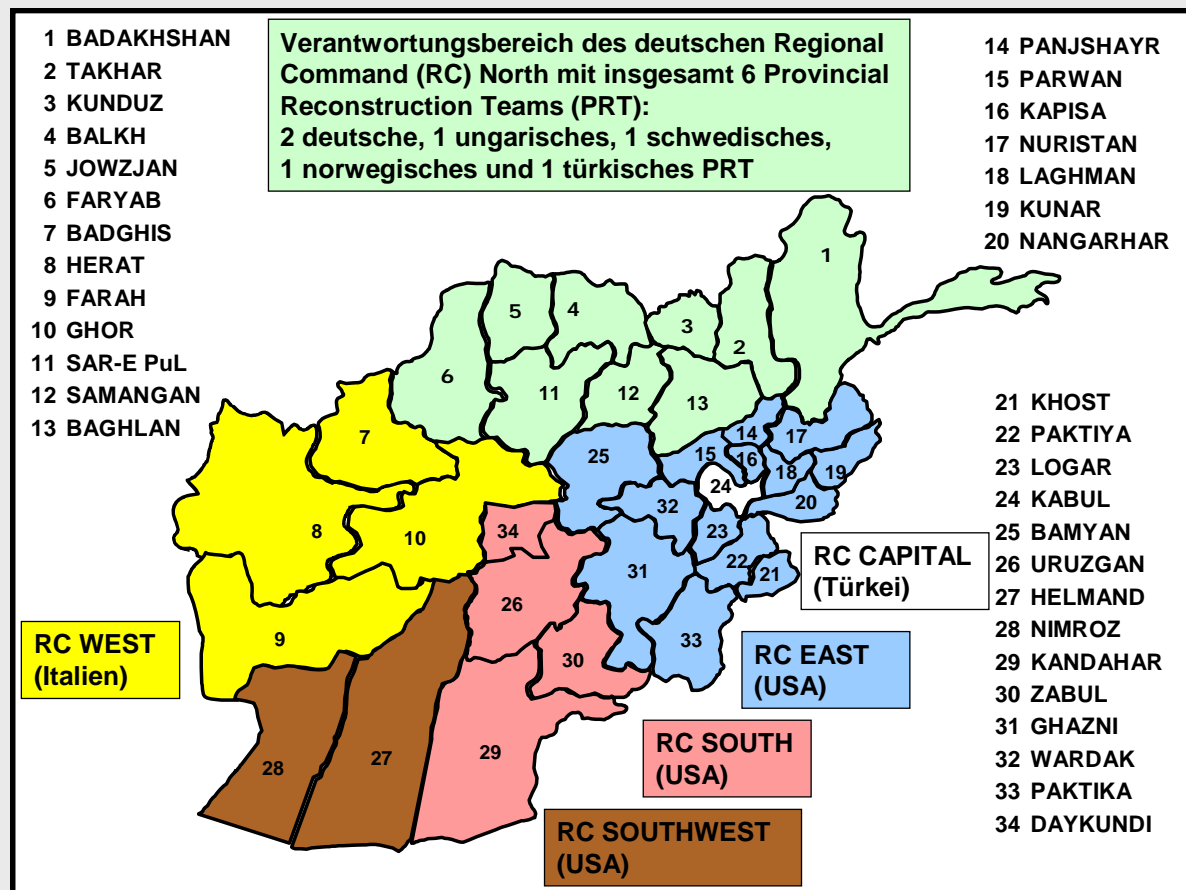 1 BADAKHSHAN
2 TAKHAR
3 KUNDUZ
4 BALKH
5 JOWZJAN
6 FARYAB
7 BADGHIS
8 HERAT
9 FARAH
10 GHOR
11 SAR-E PuL
12 SAMANGAN
13 BAGHLAN
Verantwortungsbereich des deutschen Regional
Command (RC) North mit insgesamt 6 Provincial
Reconstruction Teams (PRT):
2 deutsche, 1 ungarisches, 1 schwedisches,
1 norwegisches und 1 türkisches PRT
14 PANJSHAYR
15 PARWAN
16 KAPISA
17 NURISTAN
18 LAGHMAN
19 KUNAR
20 NANGARHAR
1
5
4
3
2
6
11
12
13
7
25
15
14
16
17
18
19
24
20
32
8
10
34
23
22
21
31
26
33
9
30
28
27
29
RC CAPITAL
(Türkei)
RC WEST
(Italien)
RC EAST
(USA)
RC SOUTH
(USA)
RC SOUTHWEST
(USA)
21 KHOST
22 PAKTIYA
23 LOGAR
24 KABUL
25 BAMYAN
26 URUZGAN
27 HELMAND
28 NIMROZ
29 KANDAHAR
30 ZABUL
31 GHAZNI
32 WARDAK
33 PAKTIKA
34 DAYKUNDI